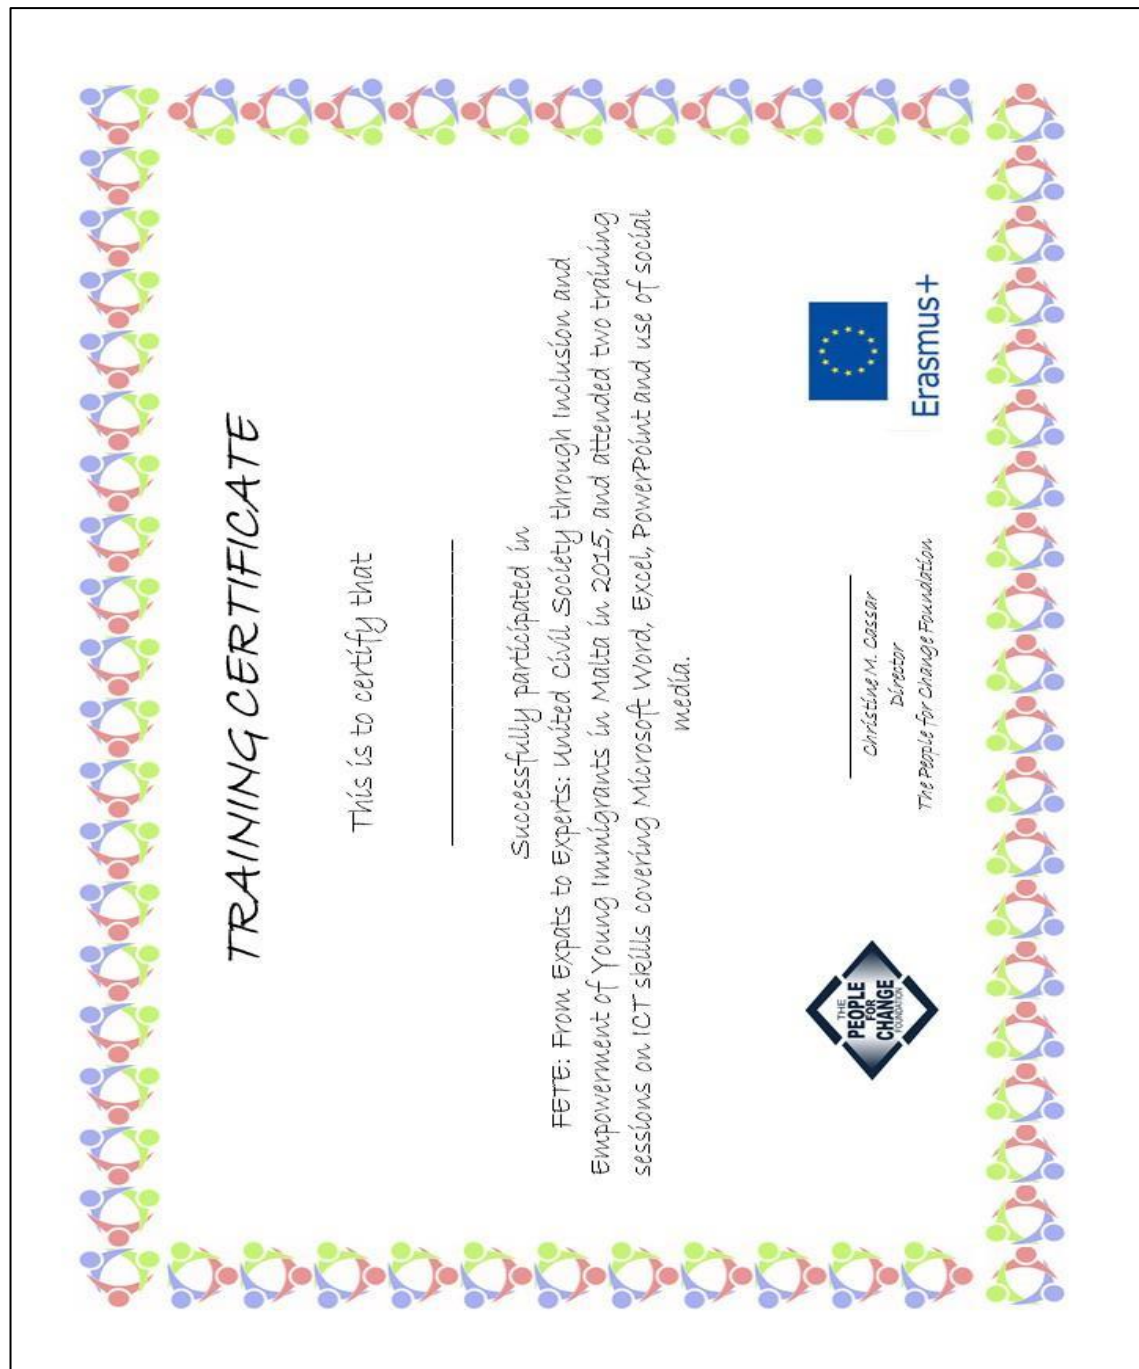 TRAINING CERTIFICATE
This is to certify that
Successfully participated in
FETE: From Expats to Experts: United Civil Society through Inclusion and
Empowerment of Young Immigrants in Malta in 2015, and attended two training
sessions on ICT skills covering Microsoft Word, Excel, PowerPoint and use of social
media.
THE
PEOPLE
FOR
CHANGE
FOUNDATION
Christine M. Cassar
Director
The People for Change Foundation
Erasmus+